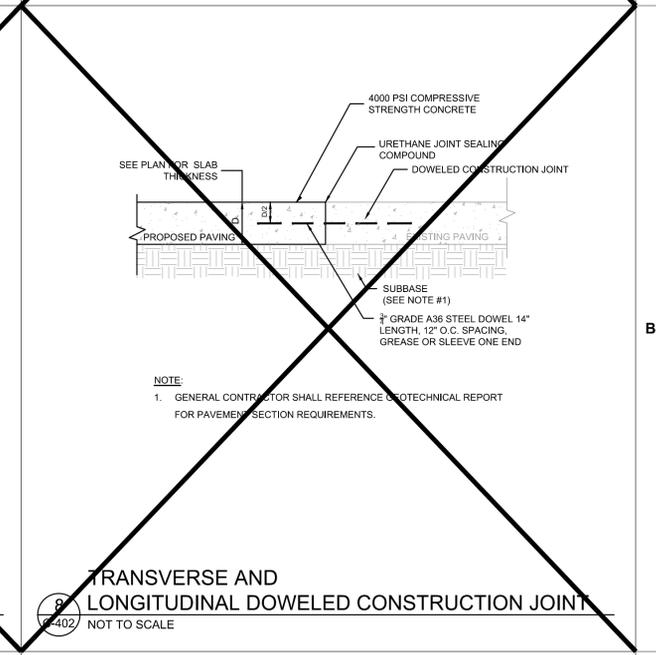 4000 PSI COMPRESSIVE
STRENGTH CONCRETE
URETHANE JOINT SEALING
COMPOUND
SEE PLAN FOR SLAB
THICKNESS
DOWELED CONSTRUCTION JOINT
D/2
D
PROPOSED PAVING
EXISTING PAVING
SUBBASE
(SEE NOTE #1)
3/4" GRADE A36 STEEL DOWEL 14"
LENGTH, 12" O.C. SPACING,
GREASE OR SLEEVE ONE END
B
NOTE:
1. GENERAL CONTRACTOR SHALL REFERENCE GEOTECHNICAL REPORT
FOR PAVEMENT SECTION REQUIREMENTS.
TRANSVERSE AND
8
LONGITUDINAL DOWELED CONSTRUCTION JOINT
C-402
NOT TO SCALE